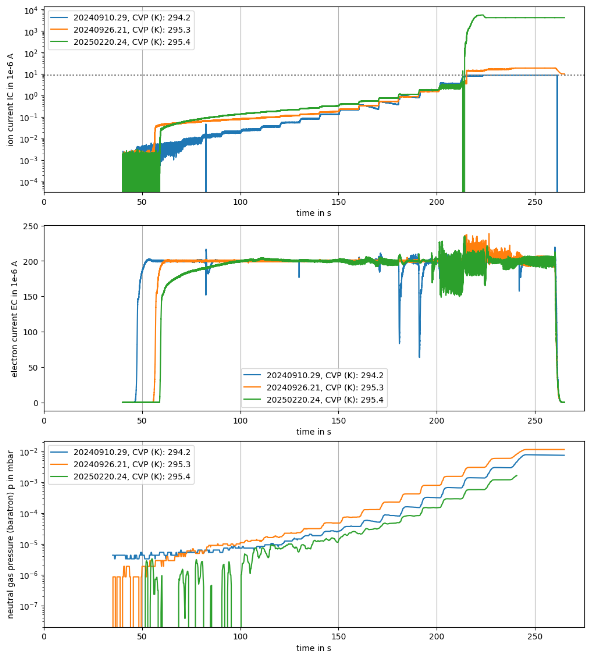 ion current IC in 1e-6 A
10⁴
10³
10²
10¹
10⁰
10⁻¹
10⁻²
10⁻³
10⁻⁴
20240910.29, CVP (K): 294.2
20240926.21, CVP (K): 295.3
20250220.24, CVP (K): 295.4
0 50 100 150 200 250
time in s
electron current EC in 1e-6 A
250
200
150
100
50
0
20240910.29, CVP (K): 294.2
20240926.21, CVP (K): 295.3
20250220.24, CVP (K): 295.4
0 50 100 150 200 250
time in s
neutral gas pressure (baratron) p in mbar
10⁻²
10⁻³
10⁻⁴
10⁻⁵
10⁻⁶
10⁻⁷
20240910.29, CVP (K): 294.2
20240926.21, CVP (K): 295.3
20250220.24, CVP (K): 295.4
0 50 100 150 200 250
time in s